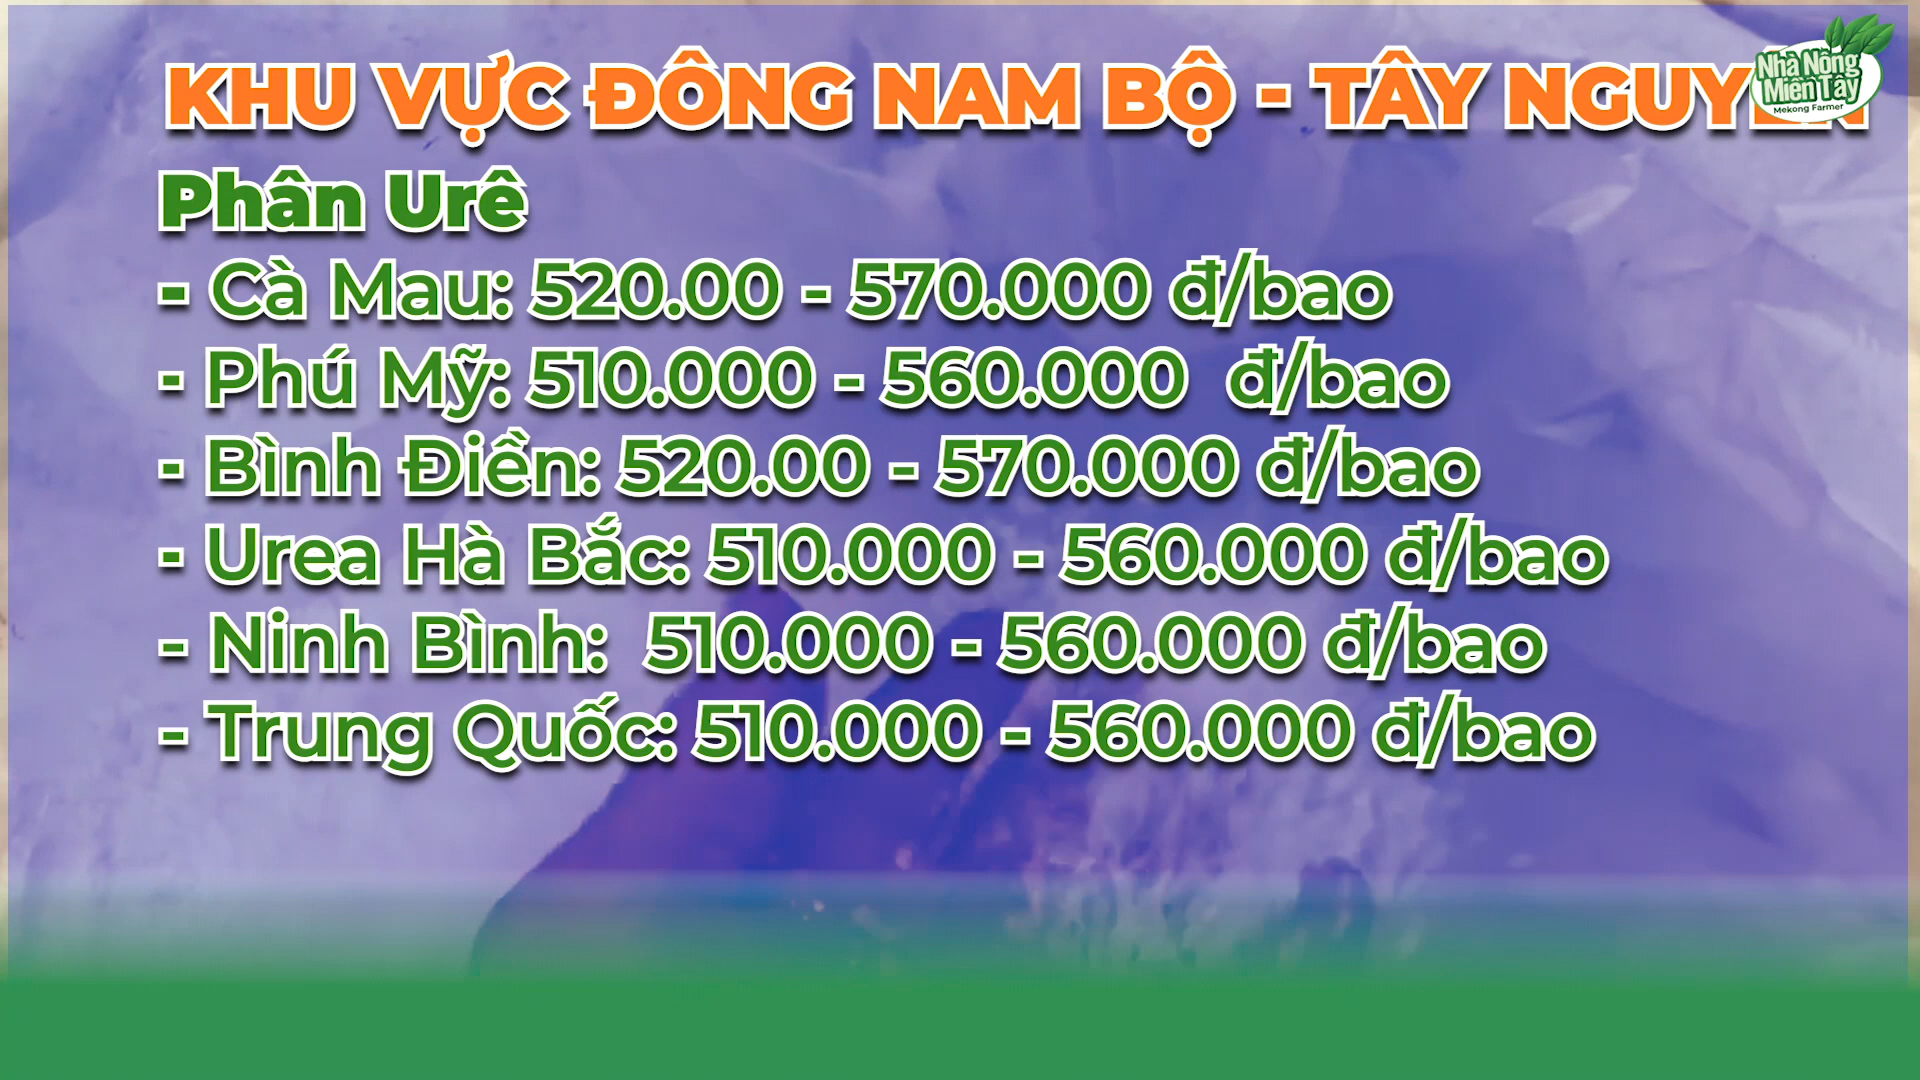 KHU VỰC ĐÔNG NAM BỘ - TÂY NGUYÊN
Nhà Nông
Miền Tây
Mekong Farmer
Phân Urê
- Cà Mau: 520.00 - 570.000 đ/bao
- Phú Mỹ: 510.000 - 560.000 đ/bao
- Bình Điền: 520.00 - 570.000 đ/bao
- Urea Hà Bắc: 510.000 - 560.000 đ/bao
- Ninh Bình: 510.000 - 560.000 đ/bao
- Trung Quốc: 510.000 - 560.000 đ/bao